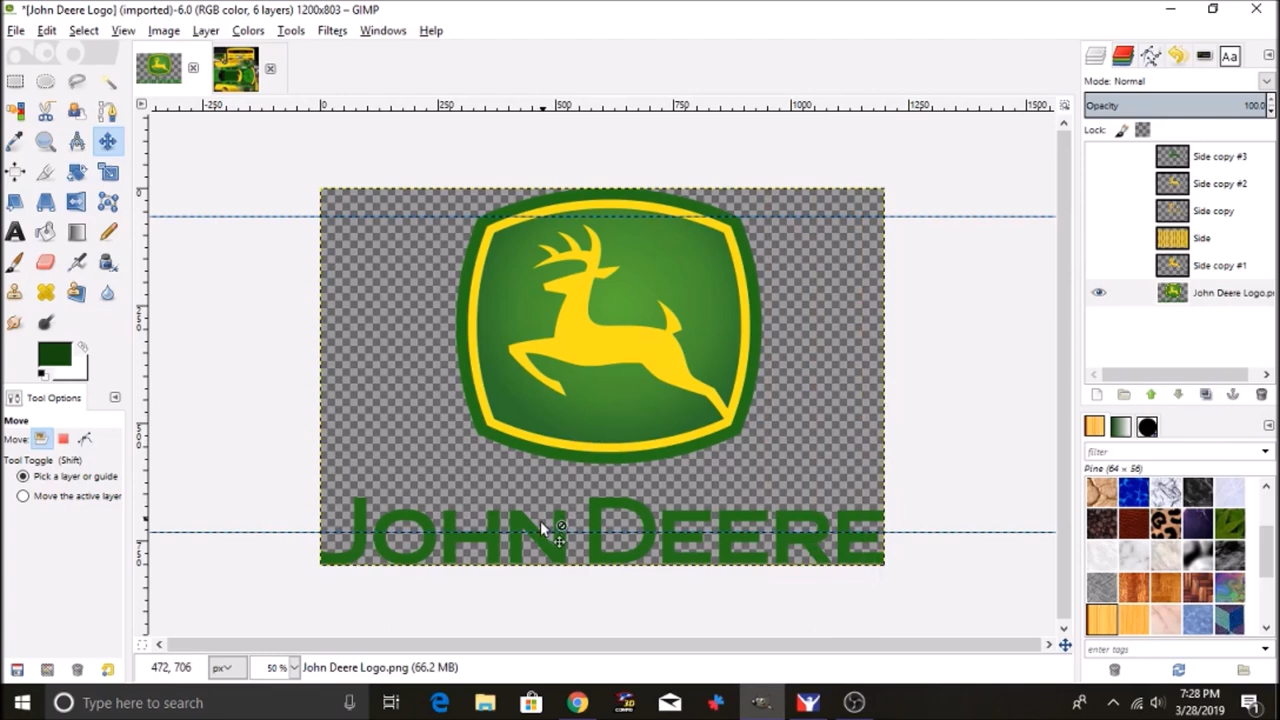 *[John Deere Logo] (imported)-6.0 (RGB color, 6 layers) 1200x803 – GIMP
File Edit Select View Image Layer Colors Tools Filters Windows Help
Mode: Normal
Opacity 100.0
Lock:
-250 0 250 500 750 1000 1250 1500
Side copy #3
Side copy #2
Side copy
Side
Side copy #1
John Deere Logo.p
JOHN DEERE
Tool Options
Move
Move:
Tool Toggle (Shift)
Pick a layer or guide
Move the active layer
filter
Pine (64 × 56)
enter tags
472, 706 px 50 % John Deere Logo.png (66.2 MB)
Type here to search
7:28 PM
3/28/2019